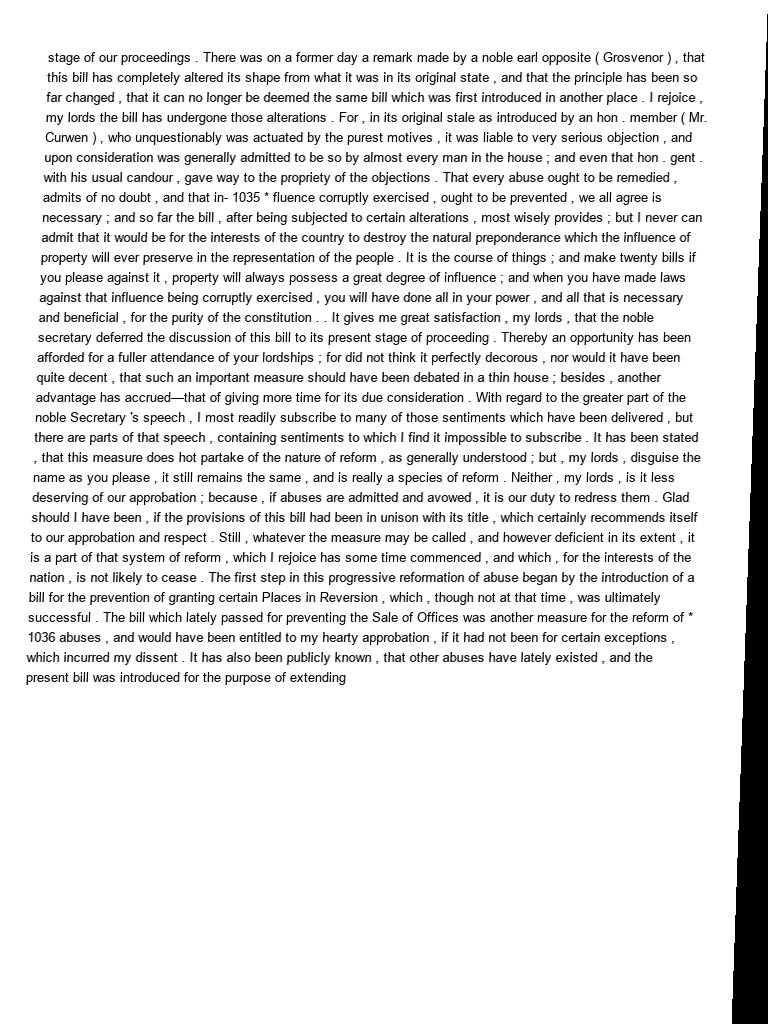 stage of our proceedings . There was on a former day a remark made by a noble earl opposite ( Grosvenor ) , that
this bill has completely altered its shape from what it was in its original state , and that the principle has been so
far changed , that it can no longer be deemed the same bill which was first introduced in another place . I rejoice ,
my lords the bill has undergone those alterations . For , in its original stale as introduced by an hon . member ( Mr.
Curwen ) , who unquestionably was actuated by the purest motives , it was liable to very serious objection , and
upon consideration was generally admitted to be so by almost every man in the house ; and even that hon . gent .
with his usual candour , gave way to the propriety of the objections . That every abuse ought to be remedied ,
admits of no doubt , and that in- 1035 * fluence corruptly exercised , ought to be prevented , we all agree is
necessary ; and so far the bill , after being subjected to certain alterations , most wisely provides ; but I never can
admit that it would be for the interests of the country to destroy the natural preponderance which the influence of
property will ever preserve in the representation of the people . It is the course of things ; and make twenty bills if
you please against it , property will always possess a great degree of influence ; and when you have made laws
against that influence being corruptly exercised , you will have done all in your power , and all that is necessary
and beneficial , for the purity of the constitution . . It gives me great satisfaction , my lords , that the noble
secretary deferred the discussion of this bill to its present stage of proceeding . Thereby an opportunity has been
afforded for a fuller attendance of your lordships ; for did not think it perfectly decorous , nor would it have been
quite decent , that such an important measure should have been debated in a thin house ; besides , another
advantage has accrued—that of giving more time for its due consideration . With regard to the greater part of the
noble Secretary 's speech , I most readily subscribe to many of those sentiments which have been delivered , but
there are parts of that speech , containing sentiments to which I find it impossible to subscribe . It has been stated
, that this measure does hot partake of the nature of reform , as generally understood ; but , my lords , disguise the
name as you please , it still remains the same , and is really a species of reform . Neither , my lords , is it less
deserving of our approbation ; because , if abuses are admitted and avowed , it is our duty to redress them . Glad
should I have been , if the provisions of this bill had been in unison with its title , which certainly recommends itself
to our approbation and respect . Still , whatever the measure may be called , and however deficient in its extent , it
is a part of that system of reform , which I rejoice has some time commenced , and which , for the interests of the
nation , is not likely to cease . The first step in this progressive reformation of abuse began by the introduction of a
bill for the prevention of granting certain Places in Reversion , which , though not at that time , was ultimately
successful . The bill which lately passed for preventing the Sale of Offices was another measure for the reform of *
1036 abuses , and would have been entitled to my hearty approbation , if it had not been for certain exceptions ,
which incurred my dissent . It has also been publicly known , that other abuses have lately existed , and the
present bill was introduced for the purpose of extending